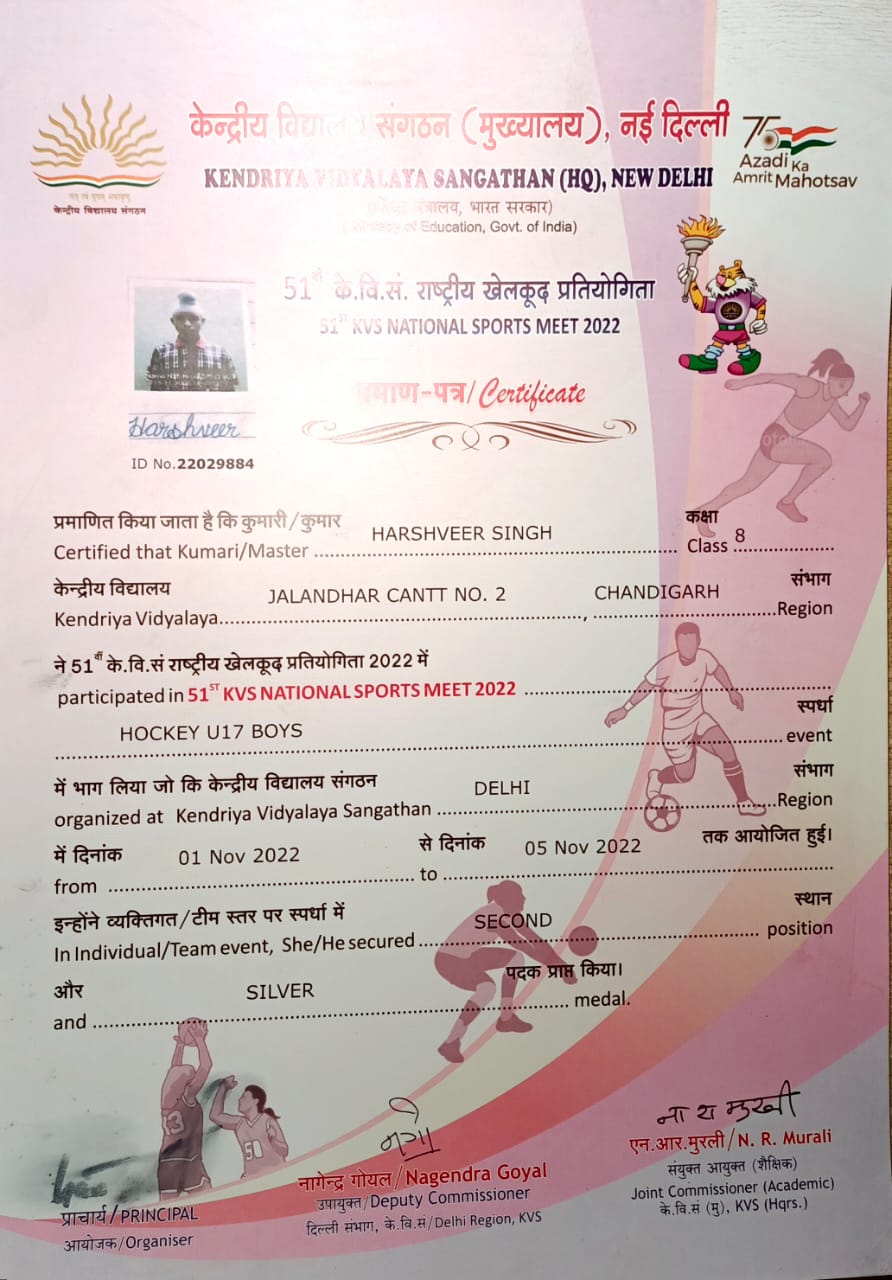 केन्द्रीय विद्यालय संगठन (मुख्यालय), नई दिल्ली
KENDRIYA VIDYALAYA SANGATHAN (HQ), NEW DELHI
(शिक्षा मंत्रालय, भारत सरकार)
(Ministry of Education, Govt. of India)
केन्द्रीय विद्यालय संगठन
75
Azadi Ka
Amrit Mahotsav
51वीं के.वि.सं. राष्ट्रीय खेलकूद प्रतियोगिता
51ST KVS NATIONAL SPORTS MEET 2022
प्रमाण-पत्र/Certificate
Harshveer
ID No.22029884
प्रमाणित किया जाता है कि कुमारी/कुमार कक्षा
Certified that Kumari/Master HARSHVEER SINGH Class 8
केन्द्रीय विद्यालय संभाग
Kendriya Vidyalaya JALANDHAR CANTT NO. 2, CHANDIGARH Region
ने 51वीं के.वि.सं राष्ट्रीय खेलकूद प्रतियोगिता 2022 में
participated in 51ST KVS NATIONAL SPORTS MEET 2022
स्पर्धा
HOCKEY U17 BOYS event
में भाग लिया जो कि केन्द्रीय विद्यालय संगठन संभाग
organized at Kendriya Vidyalaya Sangathan DELHI Region
में दिनांक 01 Nov 2022 से दिनांक 05 Nov 2022 तक आयोजित हुई।
from to
इन्होंने व्यक्तिगत/टीम स्तर पर स्पर्धा में स्थान
In Individual/Team event, She/He secured SECOND position
और पदक प्राप्त किया।
and SILVER medal.
53
50
नागेन्द्र गोयल/Nagendra Goyal
उपायुक्त/Deputy Commissioner
दिल्ली संभाग, के.वि.सं/Delhi Region, KVS
ना रा मुरली
एन.आर.मुरली/N. R. Murali
संयुक्त आयुक्त (शैक्षिक)
Joint Commissioner (Academic)
के.वि.सं (मु), KVS (Hqrs.)
प्राचार्य/PRINCIPAL
आयोजक/Organiser